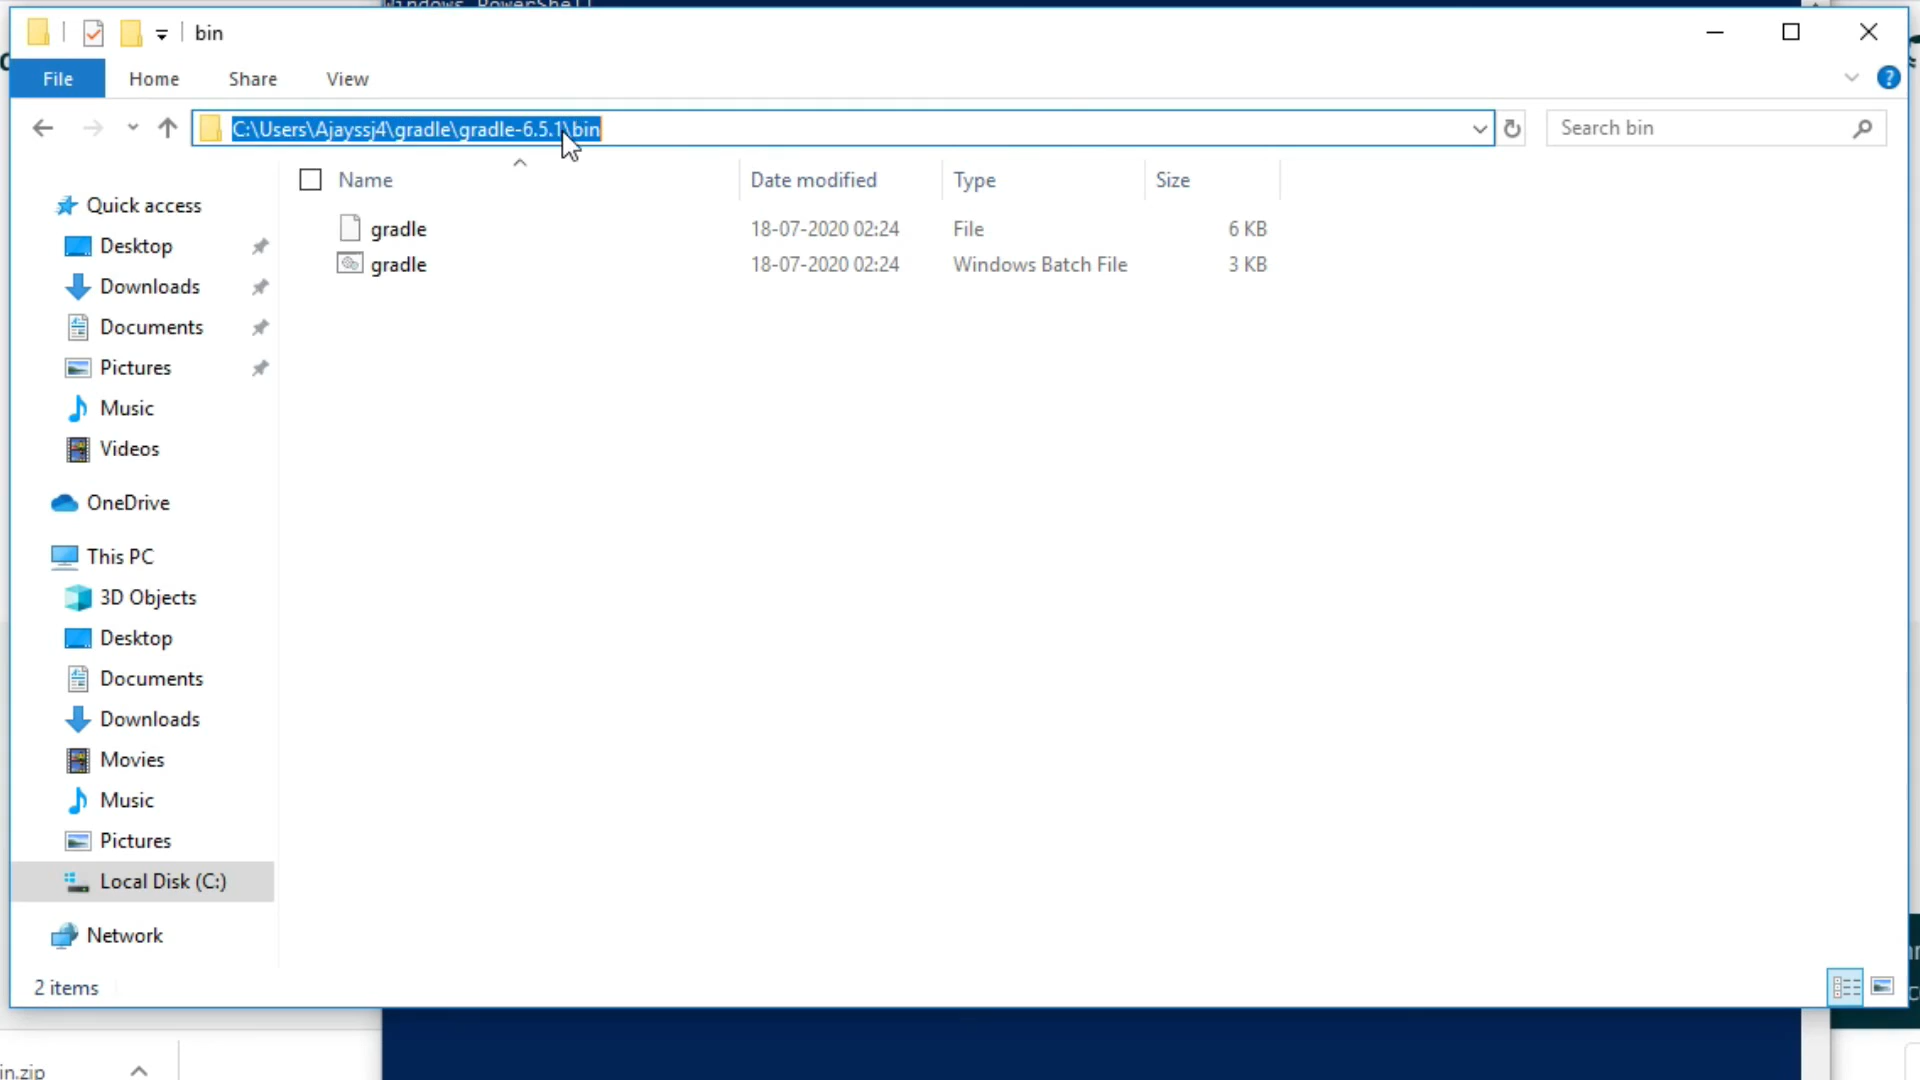 Windows PowerShell
bin
File Home Share View
C:\Users\Ajayssj4\gradle\gradle-6.5.1\bin
Search bin
Name Date modified Type Size
gradle 18-07-2020 02:24 File 6 KB
gradle 18-07-2020 02:24 Windows Batch File 3 KB
Quick access
Desktop
Downloads
Documents
Pictures
Music
Videos
OneDrive
This PC
3D Objects
Desktop
Documents
Downloads
Movies
Music
Pictures
Local Disk (C:)
Network
2 items
in.zip